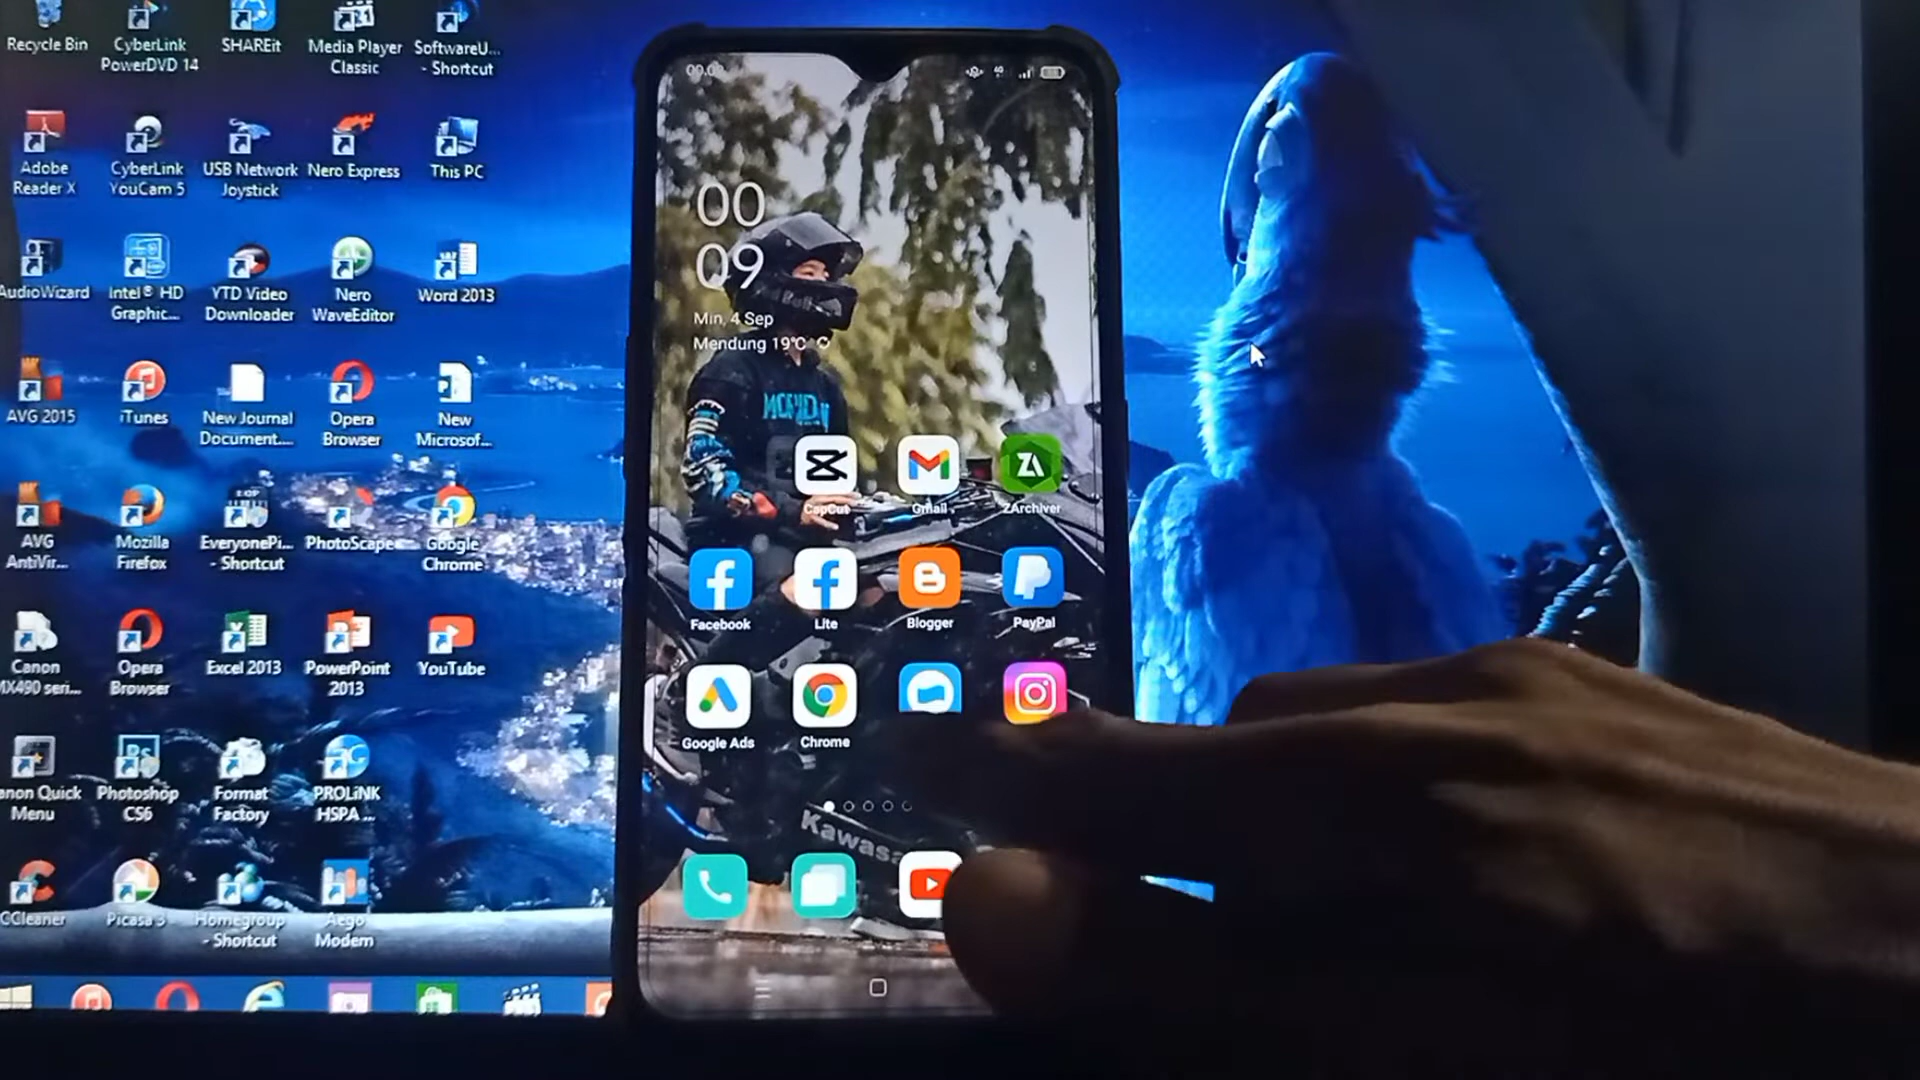 Recycle Bin
CyberLink
PowerDVD 14
SHAREit
Media Player
Classic
SoftwareU...
- Shortcut
Adobe
Reader X
CyberLink
YouCam 5
USB Network
Joystick
Nero Express
This PC
AudioWizard
Intel® HD
Graphic...
YTD Video
Downloader
Nero
WaveEditor
Word 2013
AVG 2015
iTunes
New Journal
Document....
Opera
Browser
New
Microsof...
AVG
AntiVir...
Mozilla
Firefox
EveryonePi...
- Shortcut
PhotoScape
Google
Chrome
Canon
MX490 seri...
Opera
Browser
Excel 2013
PowerPoint
2013
YouTube
anon Quick
Menu
Photoshop
CS6
Format
Factory
PROLiNK
HSPA ...
CCleaner
Picasa 3
Homegroup
- Shortcut
Aego
Modem
00
09
Min, 4 Sep
Mendung 19°C
CapCut
Gmail
ZArchiver
Facebook
Lite
Blogger
PayPal
Google Ads
Chrome
Kawasa